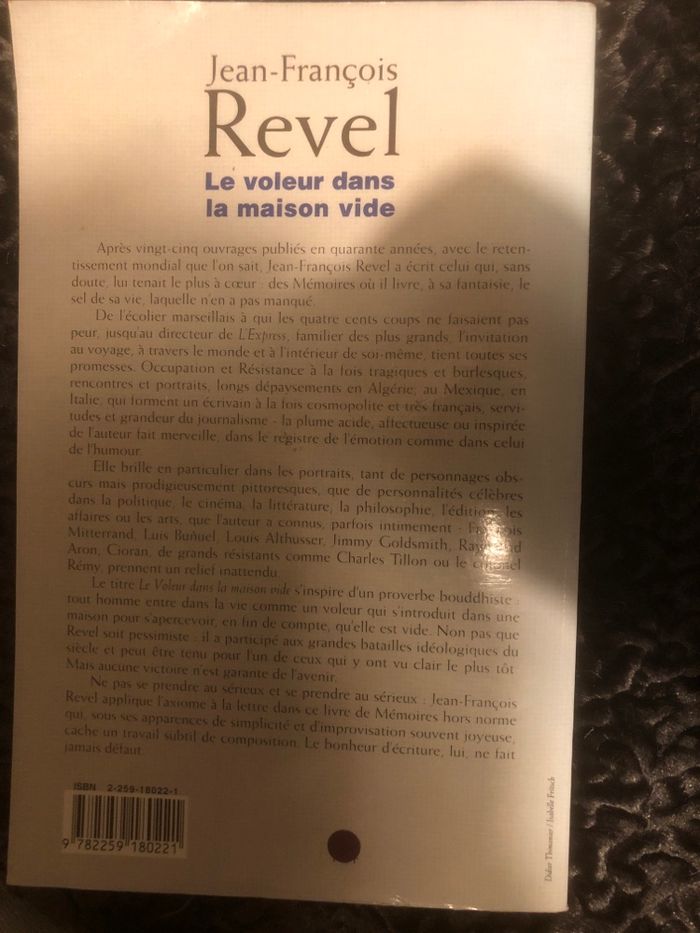 Jean-François
Revel
Le voleur dans
la maison vide
Après vingt-cinq ouvrages publiés en quarante années, avec le reten-
tissement mondial que l'on sait, Jean-François Revel a écrit celui qui, sans
doute, lui tenait le plus à cœur : des Mémoires où il livre, à sa fantaisie, le
sel de sa vie, laquelle n'en a pas manqué.
De l'écolier marseillais à qui les quatre cents coups ne faisaient pas
peur, jusqu'au directeur de L'Express, familier des plus grands, l'invitation
au voyage, à travers le monde et à l'intérieur de soi-même, tient toutes ses
promesses. Occupation et Résistance à la fois tragiques et burlesques,
rencontres et portraits, longs dépaysements en Algérie, au Mexique, en
Italie, qui forment un écrivain à la fois cosmopolite et très français, servi-
tudes et grandeur du journalisme - la plume acide, affectueuse ou inspirée
de l'auteur fait merveille, dans le registre de l'émotion comme dans celui
de l'humour.
Elle brille en particulier dans les portraits, tant de personnages obs-
curs mais prodigieusement pittoresques, que de personnalités célèbres
dans la politique, le cinéma, la littérature, la philosophie, l'édition, les
affaires ou les arts, que l'auteur a connus, parfois intimement - François
Mitterrand, Luis Buñuel, Louis Althusser, Jimmy Goldsmith, Raymond
Aron, Cioran, de grands résistants comme Charles Tillon ou le colonel
Rémy, prennent un relief inattendu.
Le titre Le Voleur dans la maison vide s'inspire d'un proverbe bouddhiste :
tout homme entre dans la vie comme un voleur qui s'introduit dans une
maison pour s'apercevoir, en fin de compte, qu'elle est vide. Non pas que
Revel soit pessimiste : il a participé aux grandes batailles idéologiques du
siècle et peut être tenu pour l'un de ceux qui y ont vu clair le plus tôt.
Mais aucune victoire n'est garante de l'avenir.
Ne pas se prendre au sérieux et se prendre au sérieux : Jean-François
Revel applique l'axiome à la lettre dans ce livre de Mémoires hors norme
qui, sous ses apparences de simplicité et d'improvisation souvent joyeuse,
cache un travail subtil de composition. Le bonheur d'écriture, lui, ne fait
jamais défaut.
ISBN 2-259-18022-1
9 782259 180221
Didier Thimonier / Isabelle Fritsch